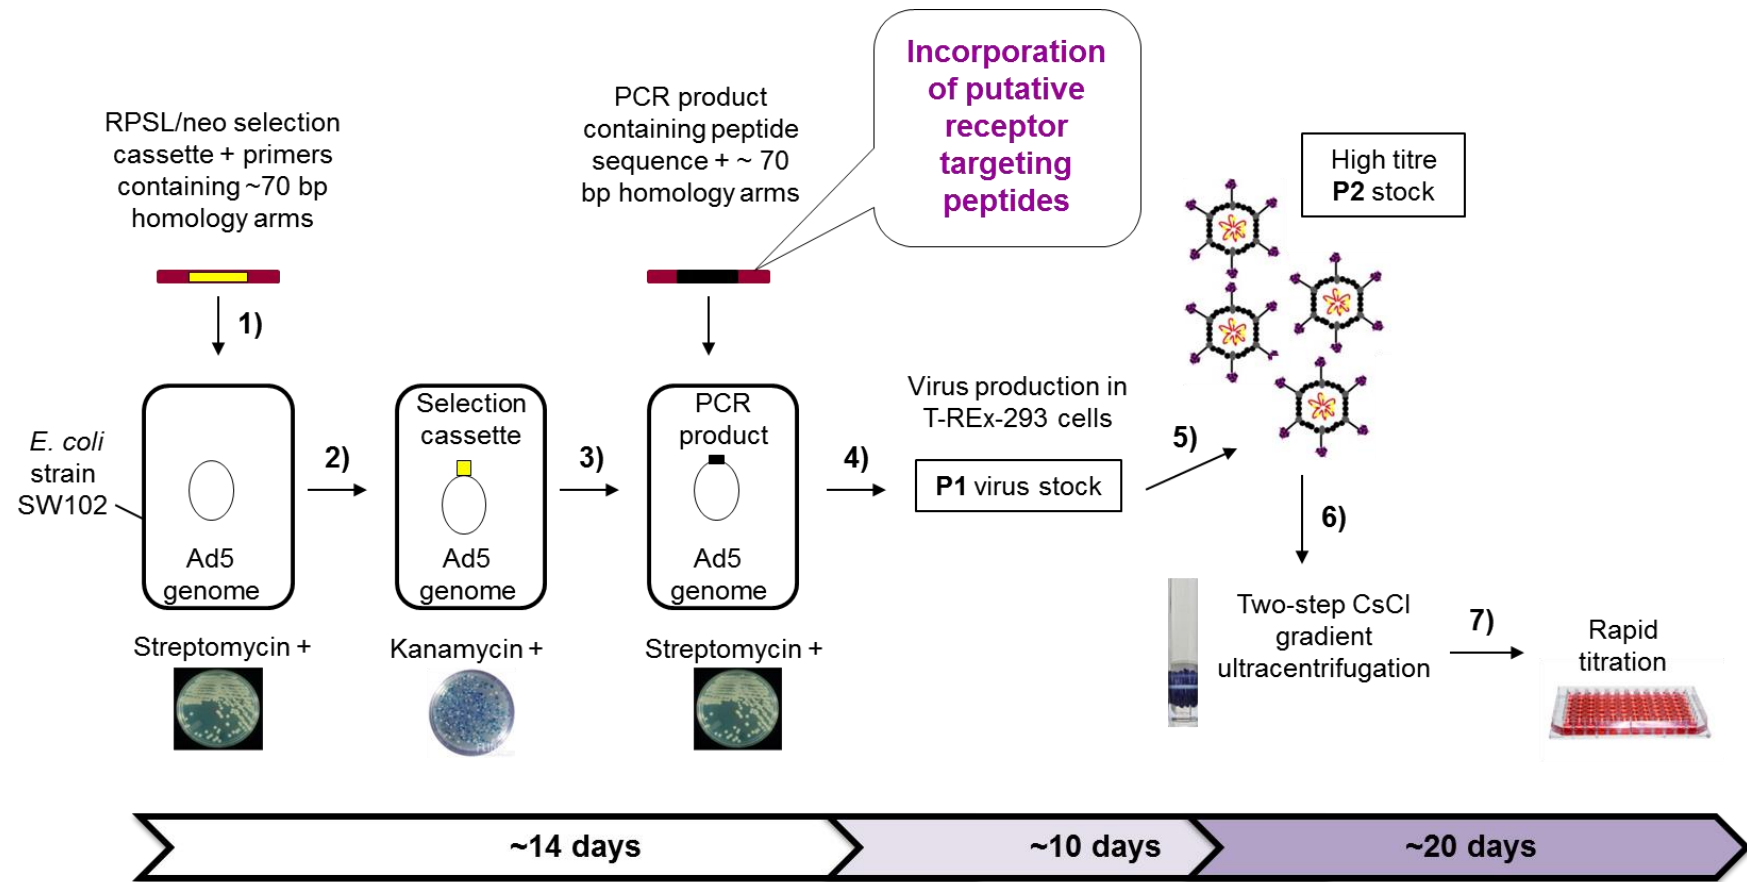 RPSL/neo selection
cassette + primers
containing ~70 bp
homology arms
PCR product
containing peptide
sequence + ~ 70
bp homology arms
Incorporation
of putative
receptor
targeting
peptides
High titre
P2 stock
1)
E. coli
strain
SW102
Ad5
genome
Streptomycin +
2)
Selection
cassette
Ad5
genome
Kanamycin +
3)
PCR
product
Ad5
genome
Streptomycin +
4)
Virus production in
T-REx-293 cells
P1 virus stock
5)
6)
Two-step CsCl
gradient
ultracentrifugation
7)
Rapid
titration
~14 days
~10 days
~20 days